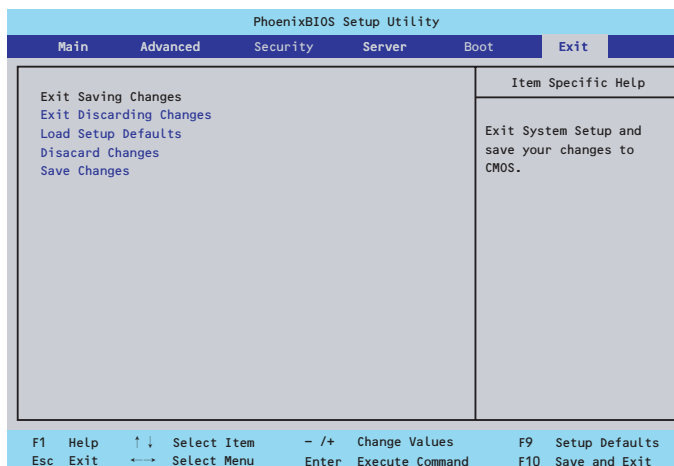 PhoenixBIOS Setup Utility
Main Advanced Security Server Boot Exit
Exit Saving Changes
Exit Discarding Changes
Load Setup Defaults
Disacard Changes
Save Changes
Item Specific Help
Exit System Setup and
save your changes to
CMOS.
F1 Help ↑↓ Select Item – /+ Change Values F9 Setup Defaults
Esc Exit ←→ Select Menu Enter Execute Command F10 Save and Exit